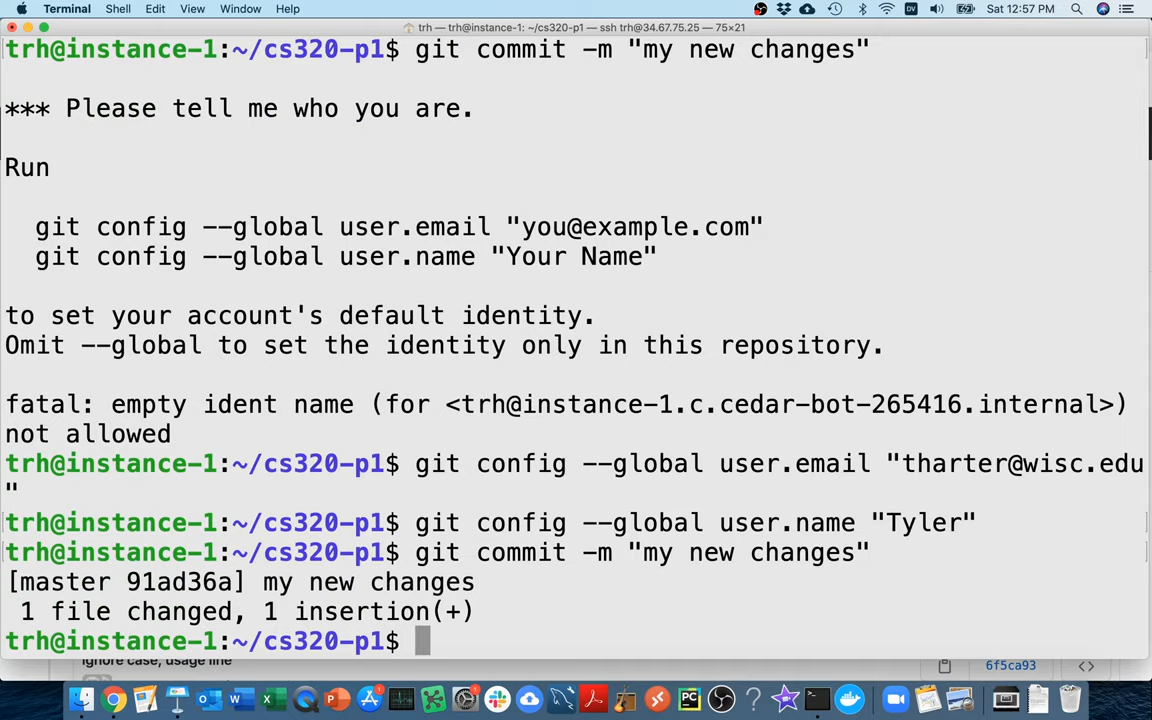 Terminal Shell Edit View Window Help Sat 12:57 PM
trh — trh@instance-1: ~/cs320-p1 — ssh trh@34.67.75.25 — 75×21
trh@instance-1:~/cs320-p1$ git commit -m "my new changes"
*** Please tell me who you are.
Run
git config --global user.email "you@example.com"
git config --global user.name "Your Name"
to set your account's default identity.
Omit --global to set the identity only in this repository.
fatal: empty ident name (for <trh@instance-1.c.cedar-bot-265416.internal>)
not allowed
trh@instance-1:~/cs320-p1$ git config --global user.email "tharter@wisc.edu
"
trh@instance-1:~/cs320-p1$ git config --global user.name "Tyler"
trh@instance-1:~/cs320-p1$ git commit -m "my new changes"
[master 91ad36a] my new changes
1 file changed, 1 insertion(+)
trh@instance-1:~/cs320-p1$
ignore case, usage line 6f5ca93